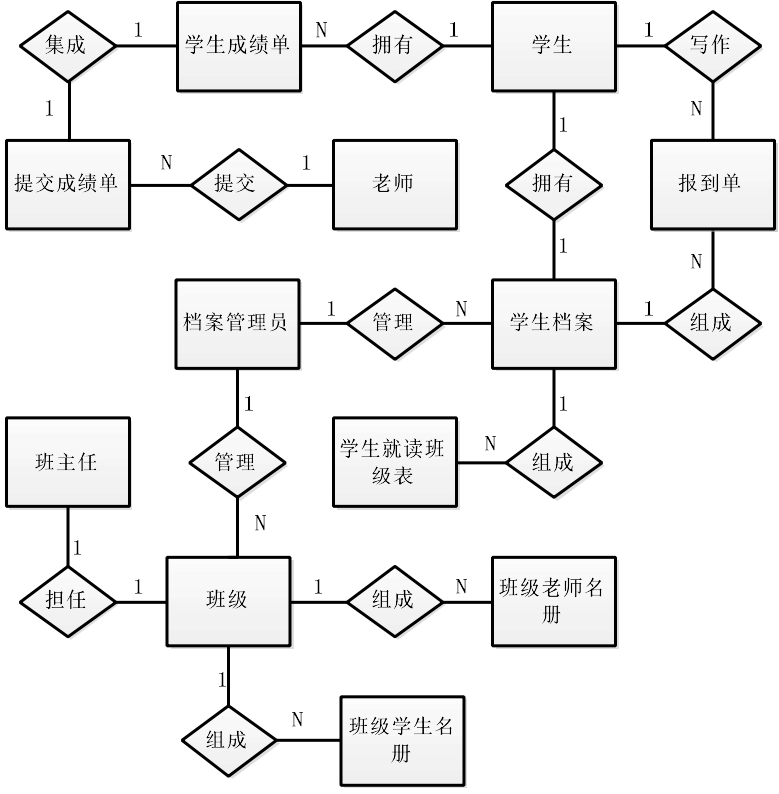 集成
1
学生成绩单
N
拥有
1
学生
1
写作
1
N
1
提交成绩单
N
提交
1
老师
拥有
报到单
1
N
档案管理员
1
管理
N
学生档案
1
组成
1
1
班主任
管理
学生就读班
级表
N
组成
N
1
担任
1
班级
1
组成
N
班级老师名
册
1
组成
N
班级学生名
册